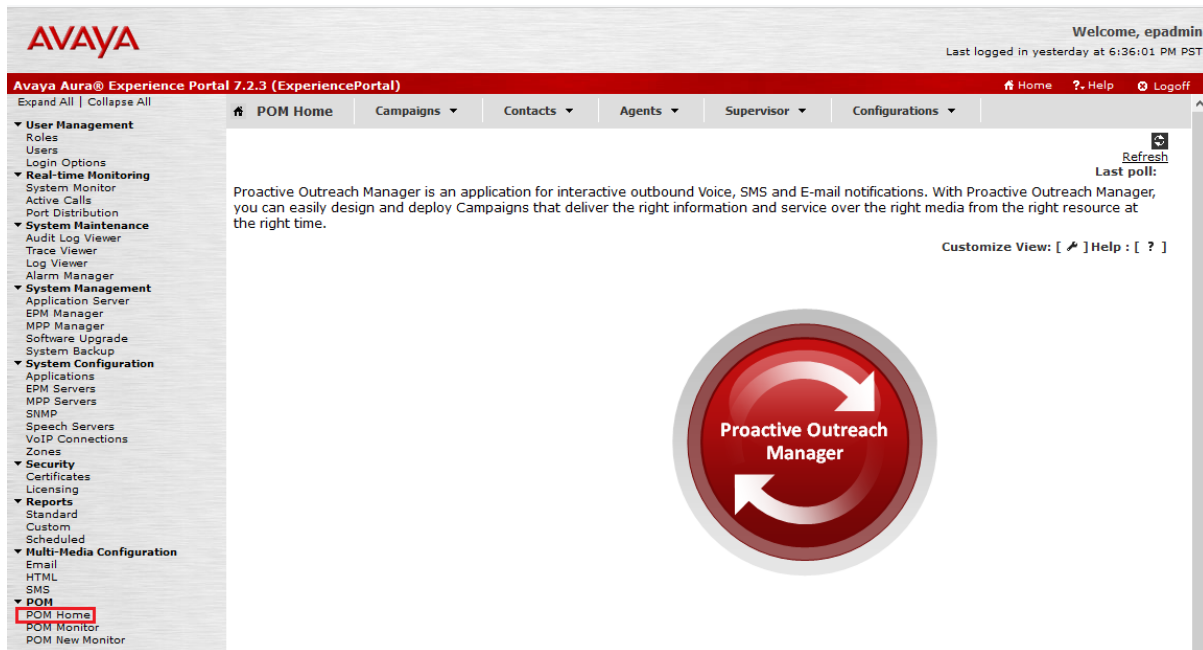 AVAYA
Welcome, epadmin
Last logged in yesterday at 6:36:01 PM PST
Avaya Aura® Experience Portal 7.2.3 (ExperiencePortal)
Home ? Help Logoff
Expand All | Collapse All
User Management
Roles
Users
Login Options
Real-time Monitoring
System Monitor
Active Calls
Port Distribution
System Maintenance
Audit Log Viewer
Trace Viewer
Log Viewer
Alarm Manager
System Management
Application Server
EPM Manager
MPP Manager
Software Upgrade
System Backup
System Configuration
Applications
EPM Servers
MPP Servers
SNMP
Speech Servers
VoIP Connections
Zones
Security
Certificates
Licensing
Reports
Standard
Custom
Scheduled
Multi-Media Configuration
Email
HTML
SMS
POM
POM Home
POM Monitor
POM New Monitor
POM Home Campaigns Contacts Agents Supervisor Configurations
Refresh
Last poll:
Proactive Outreach Manager is an application for interactive outbound Voice, SMS and E-mail notifications. With Proactive Outreach Manager,
you can easily design and deploy Campaigns that deliver the right information and service over the right media from the right resource at
the right time.
Customize View: [ ] Help : [ ? ]
Proactive Outreach
Manager